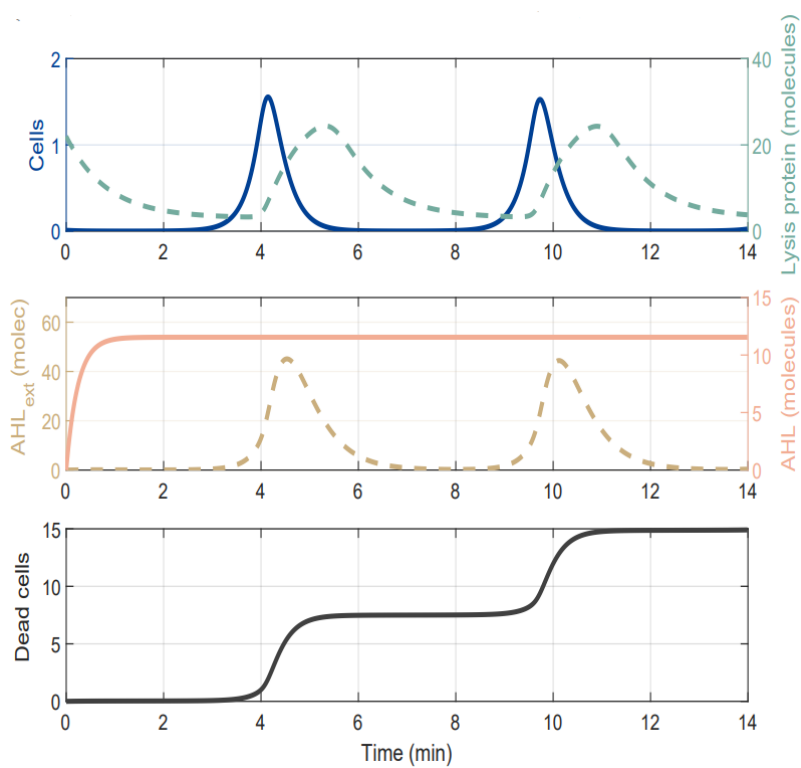 Cells
2
1
0
Lysis protein (molecules)
40
20
0
0 2 4 6 8 10 12 14
AHLext (molec)
60
40
20
0
AHL (molecules)
15
10
5
0
0 2 4 6 8 10 12 14
Dead cells
15
10
5
0
0 2 4 6 8 10 12 14
Time (min)